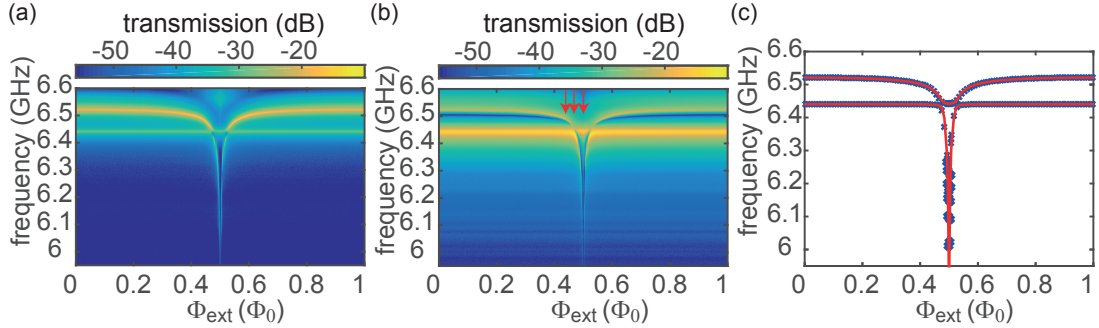 (a)
transmission (dB)
-50 -40 -30 -20
frequency (GHz)
6.6
6.5
6.4
6.3
6.2
6.1
6
0 0.2 0.4 0.6 0.8 1
Φext (Φ0)
(b)
transmission (dB)
-50 -40 -30 -20
frequency (GHz)
6.6
6.5
6.4
6.3
6.2
6.1
6
0 0.2 0.4 0.6 0.8 1
Φext (Φ0)
(c)
frequency (GHz)
6.6
6.5
6.4
6.3
6.2
6.1
6
0 0.2 0.4 0.6 0.8 1
Φext (Φ0)